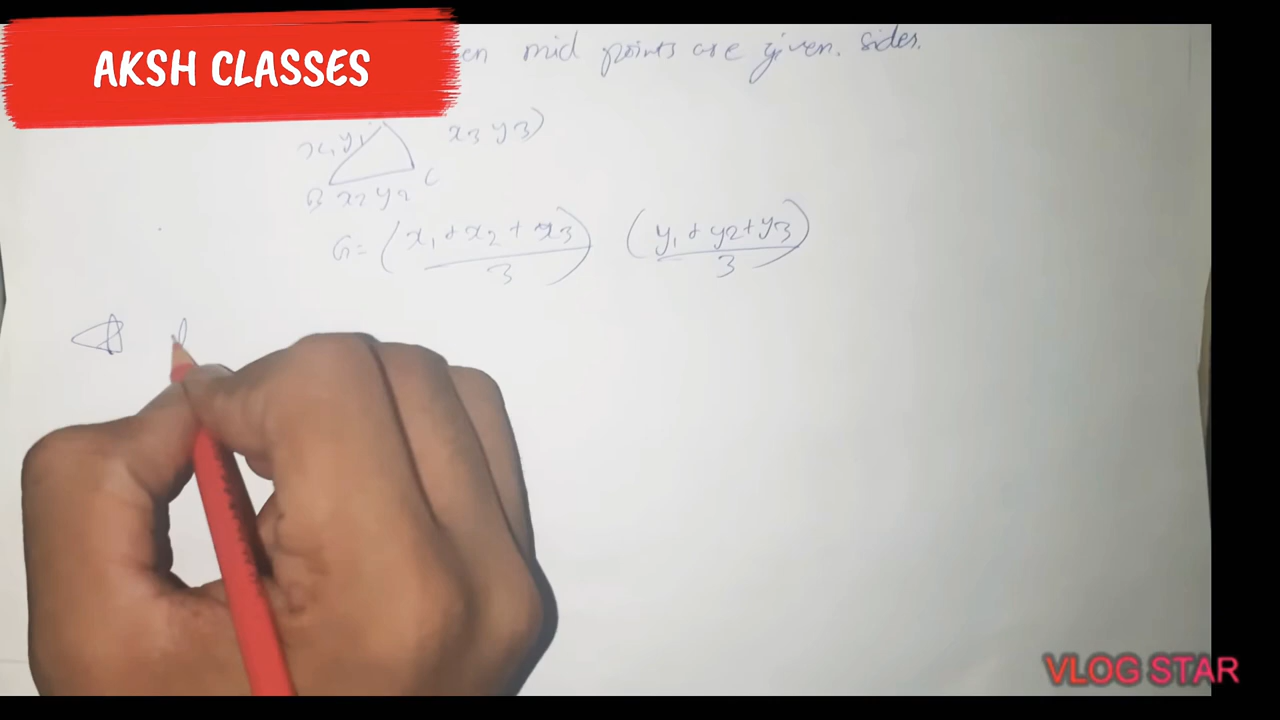 AKSH CLASSES
en mid points are given. sides.
x1 y1 x3 y3)
B x2 y2 C
G = (x1 + x2 + x3 / 3) (y1 + y2 + y3 / 3)
VLOG STAR